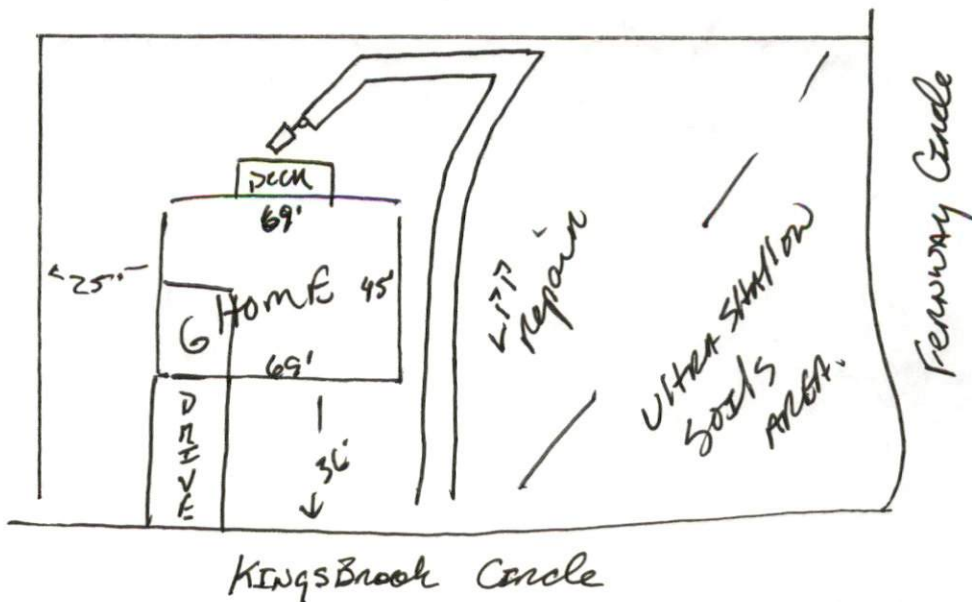 DECK
69'
<25'
HomE 45'
G
69'
DRIVE
36'
Repair
UltRA SHAllow
SOilS
AREA.
FERNWAY Circle
KINgSBrook Circle